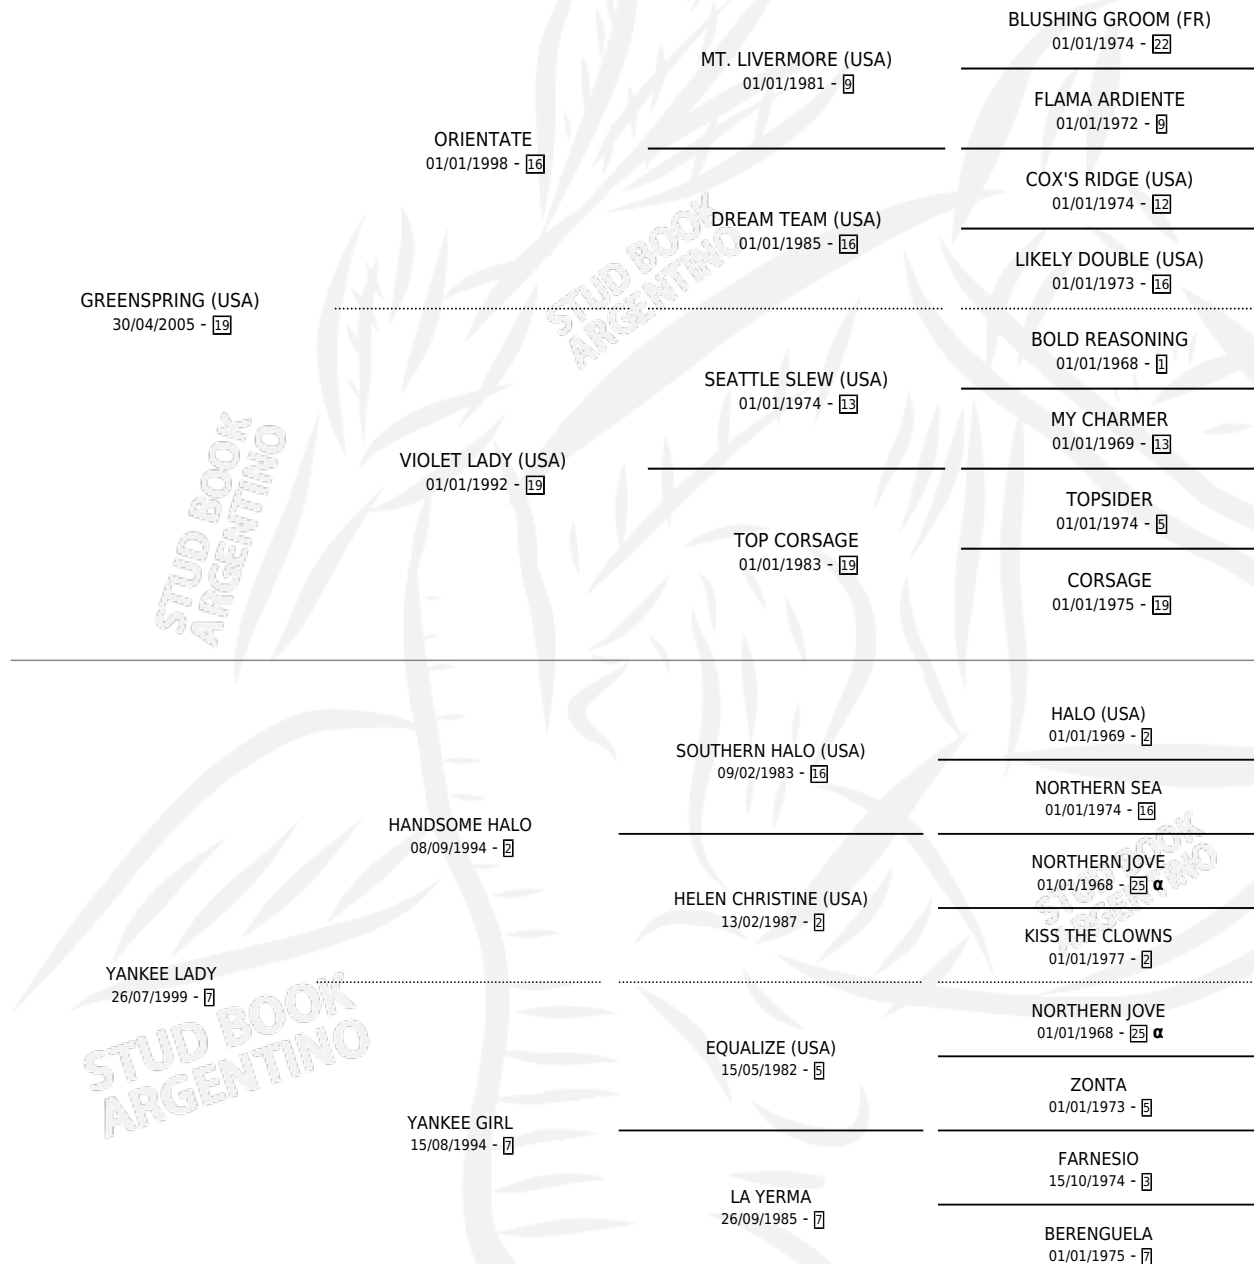 BLUSHING GROOM (FR)
01/01/1974 - 22
MT. LIVERMORE (USA)
01/01/1981 - 9
FLAMA ARDIENTE
01/01/1972 - 9
ORIENTATE
01/01/1998 - 16
COX'S RIDGE (USA)
01/01/1974 - 12
DREAM TEAM (USA)
01/01/1985 - 16
LIKELY DOUBLE (USA)
01/01/1973 - 16
GREENSPRING (USA)
30/04/2005 - 19
BOLD REASONING
01/01/1968 - 1
SEATTLE SLEW (USA)
01/01/1974 - 13
MY CHARMER
01/01/1969 - 13
VIOLET LADY (USA)
01/01/1992 - 19
TOPSIDER
01/01/1974 - 5
TOP CORSAGE
01/01/1983 - 19
CORSAGE
01/01/1975 - 19
HALO (USA)
01/01/1969 - 2
SOUTHERN HALO (USA)
09/02/1983 - 16
NORTHERN SEA
01/01/1974 - 16
HANDSOME HALO
08/09/1994 - 2
NORTHERN JOVE
01/01/1968 - 25 α
HELEN CHRISTINE (USA)
13/02/1987 - 2
KISS THE CLOWNS
01/01/1977 - 2
YANKEE LADY
26/07/1999 - 7
NORTHERN JOVE
01/01/1968 - 25 α
EQUALIZE (USA)
15/05/1982 - 5
ZONTA
01/01/1973 - 5
YANKEE GIRL
15/08/1994 - 7
FARNESIO
15/10/1974 - 3
LA YERMA
26/09/1985 - 7
BERENGUELA
01/01/1975 - 7
STUD BOOK
ARGENTINO
STUD BOOK
ARGENTINO
STUD BOOK
ARGENTINO
STUD BOOK
ARGENTINO